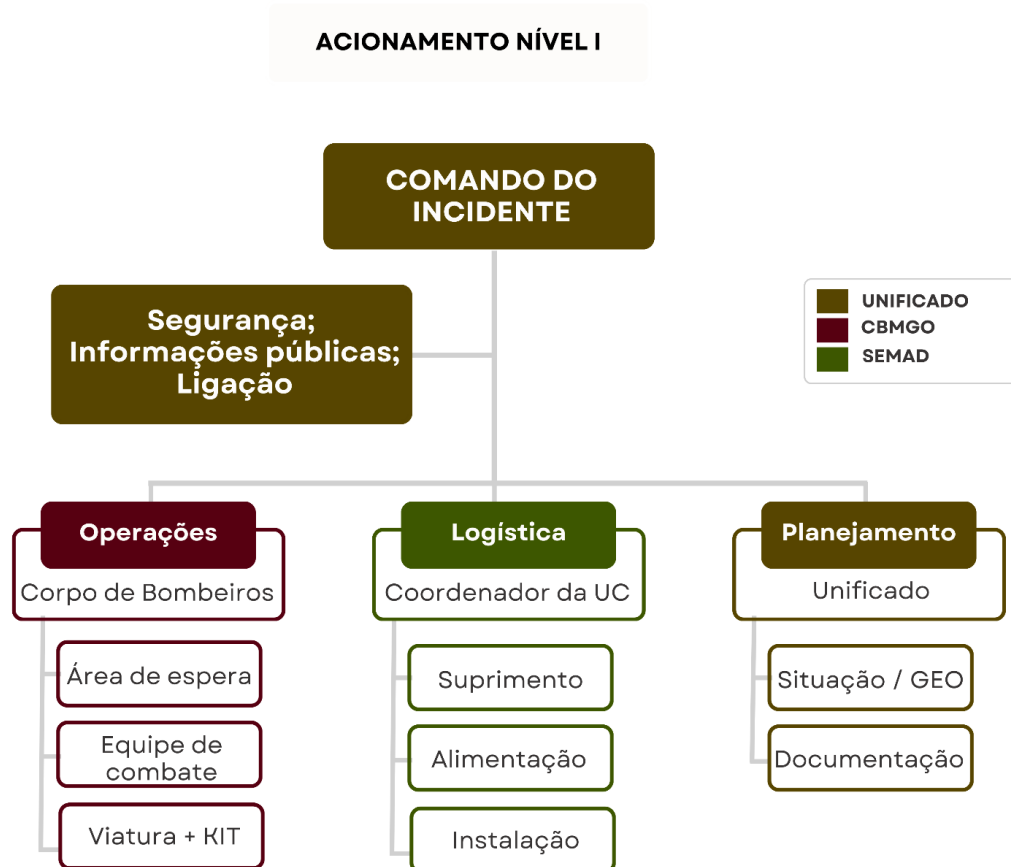 ACIONAMENTO NÍVEL I
COMANDO DO
INCIDENTE
Segurança;
Informações públicas;
Ligação
UNIFICADO
CBMGO
SEMAD
Operações
Corpo de Bombeiros
Área de espera
Equipe de
combate
Viatura + KIT
Logística
Coordenador da UC
Suprimento
Alimentação
Instalação
Planejamento
Unificado
Situação / GEO
Documentação